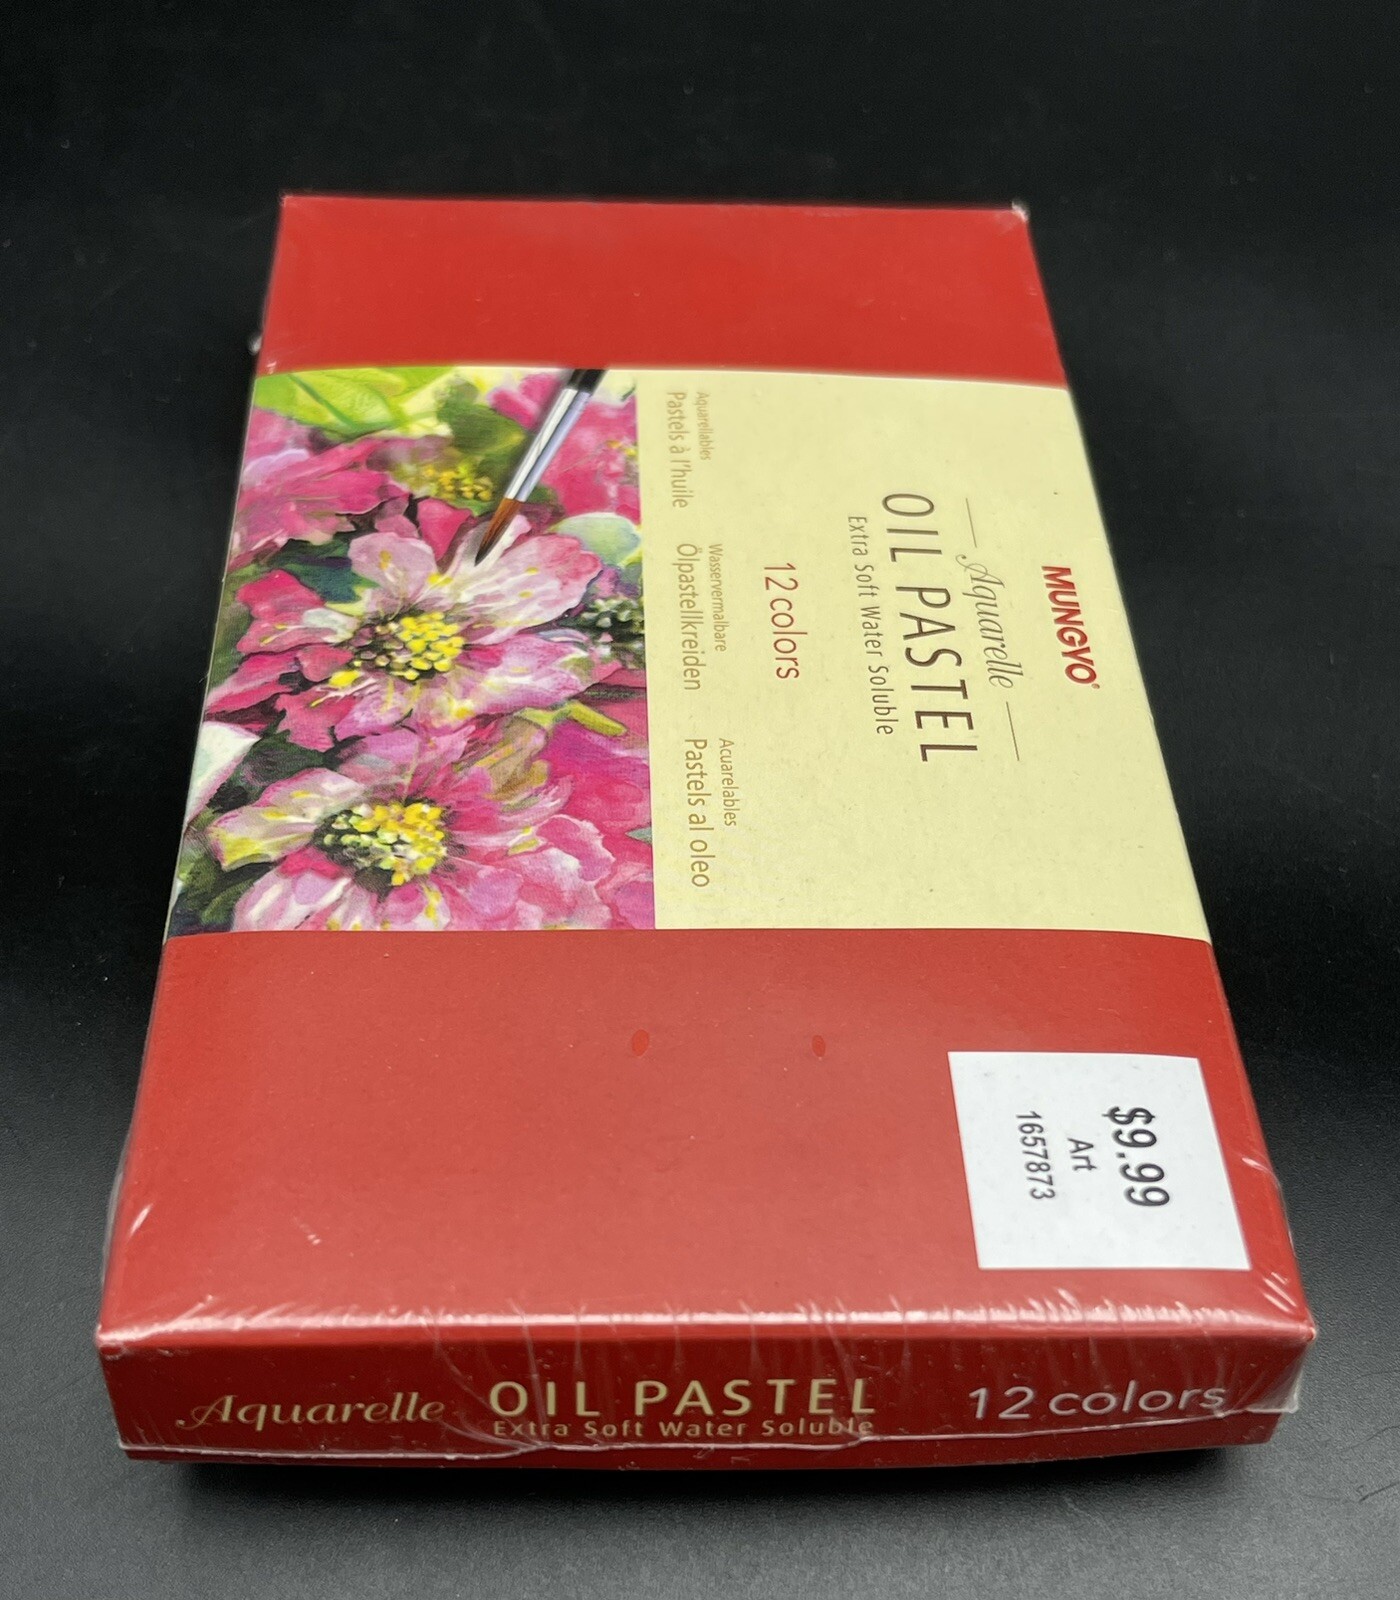 MUNGYO®
Aquarelle
OIL PASTEL
Extra Soft Water Soluble
12 colors
Aquarellables
Pastels à l'huile
Wasservermalbare
Ölpastellkreiden
Acuarelables
Pastels al oleo
$9.99
Art
1657873
Aquarelle OIL PASTEL 12 colors
Extra Soft Water Soluble